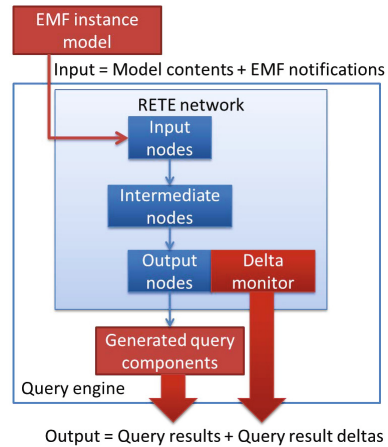 EMF instance
model
Input = Model contents + EMF notifications
RETE network
Input
nodes
Intermediate
nodes
Output
nodes
Delta
monitor
Generated query
components
Query engine
Output = Query results + Query result deltas